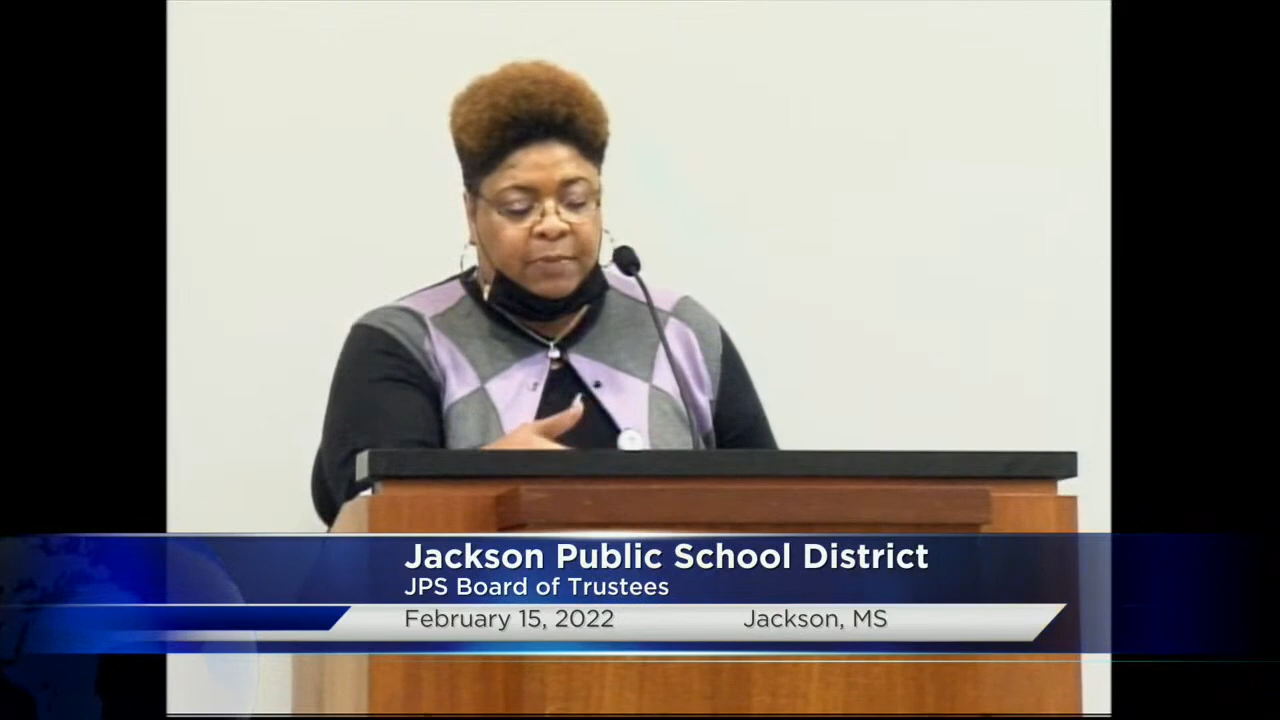 Jackson Public School District
JPS Board of Trustees
February 15, 2022 Jackson, MS